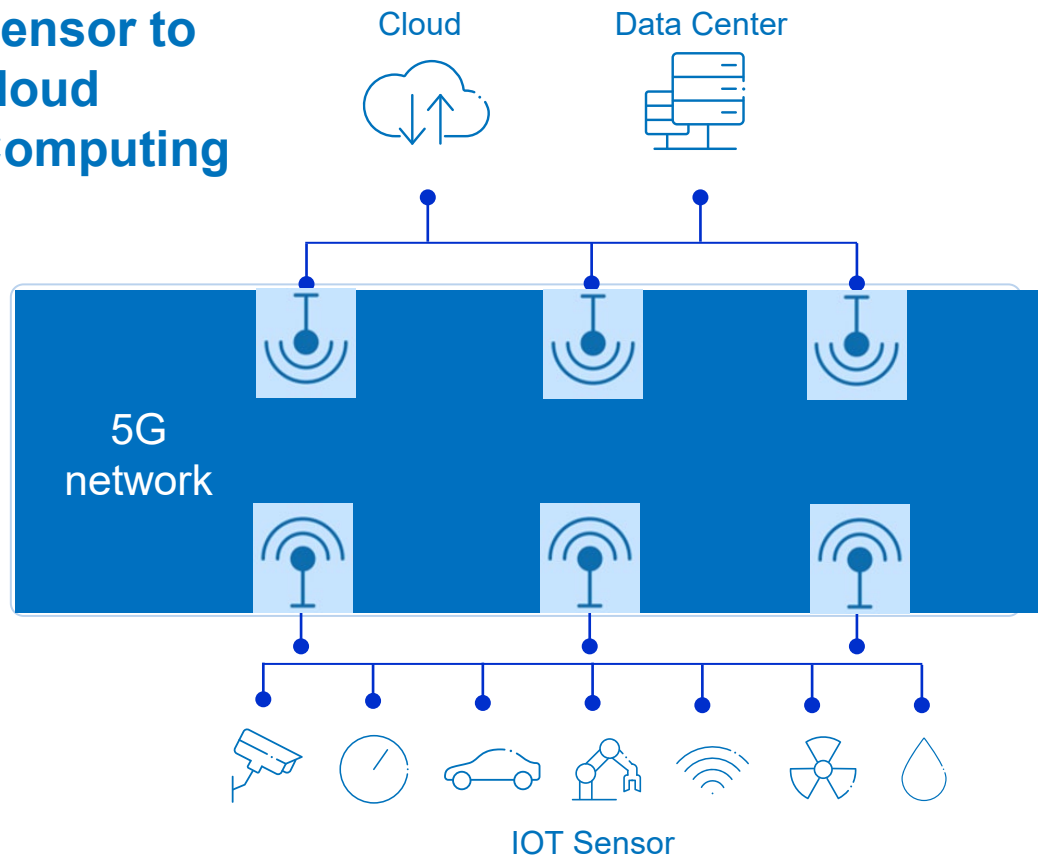 ensor to
loud
omputing
Cloud
Data Center
5G
network
IOT Sensor